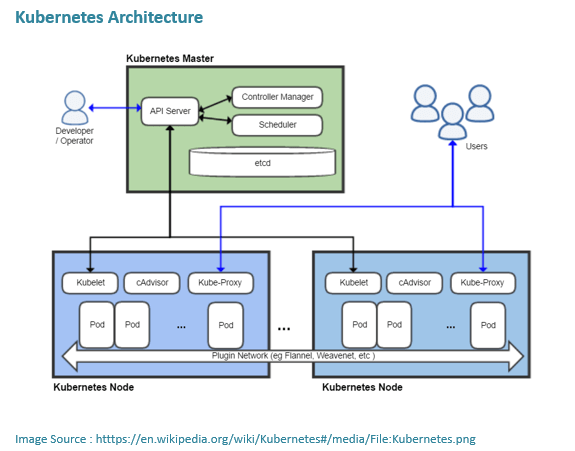 Kubernetes Architecture
Kubernetes Master
API Server
Controller Manager
Scheduler
etcd
Developer
/ Operator
Users
Kubelet
cAdvisor
Kube-Proxy
Pod
Pod
...
Pod
Kubernetes Node
...
Kubelet
cAdvisor
Kube-Proxy
Pod
Pod
...
Pod
Plugin Network (eg Flannel, Weavenet, etc )
Kubernetes Node
Image Source : htttps://en.wikipedia.org/wiki/Kubernetes#/media/File:Kubernetes.png